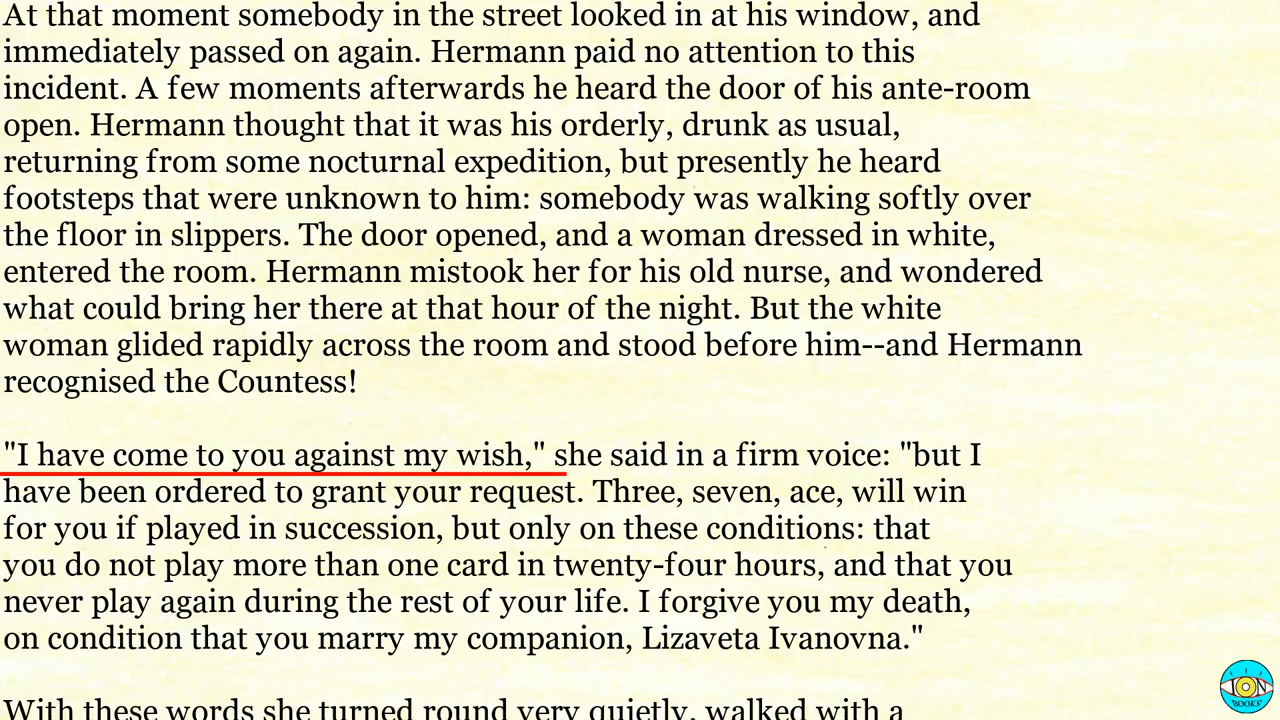 At that moment somebody in the street looked in at his window, and
immediately passed on again. Hermann paid no attention to this
incident. A few moments afterwards he heard the door of his ante-room
open. Hermann thought that it was his orderly, drunk as usual,
returning from some nocturnal expedition, but presently he heard
footsteps that were unknown to him: somebody was walking softly over
the floor in slippers. The door opened, and a woman dressed in white,
entered the room. Hermann mistook her for his old nurse, and wondered
what could bring her there at that hour of the night. But the white
woman glided rapidly across the room and stood before him--and Hermann
recognised the Countess!
"I have come to you against my wish," she said in a firm voice: "but I
have been ordered to grant your request. Three, seven, ace, will win
for you if played in succession, but only on these conditions: that
you do not play more than one card in twenty-four hours, and that you
never play again during the rest of your life. I forgive you my death,
on condition that you marry my companion, Lizaveta Ivanovna."
With these words she turned round very quietly, walked with a
ION
BOOKS